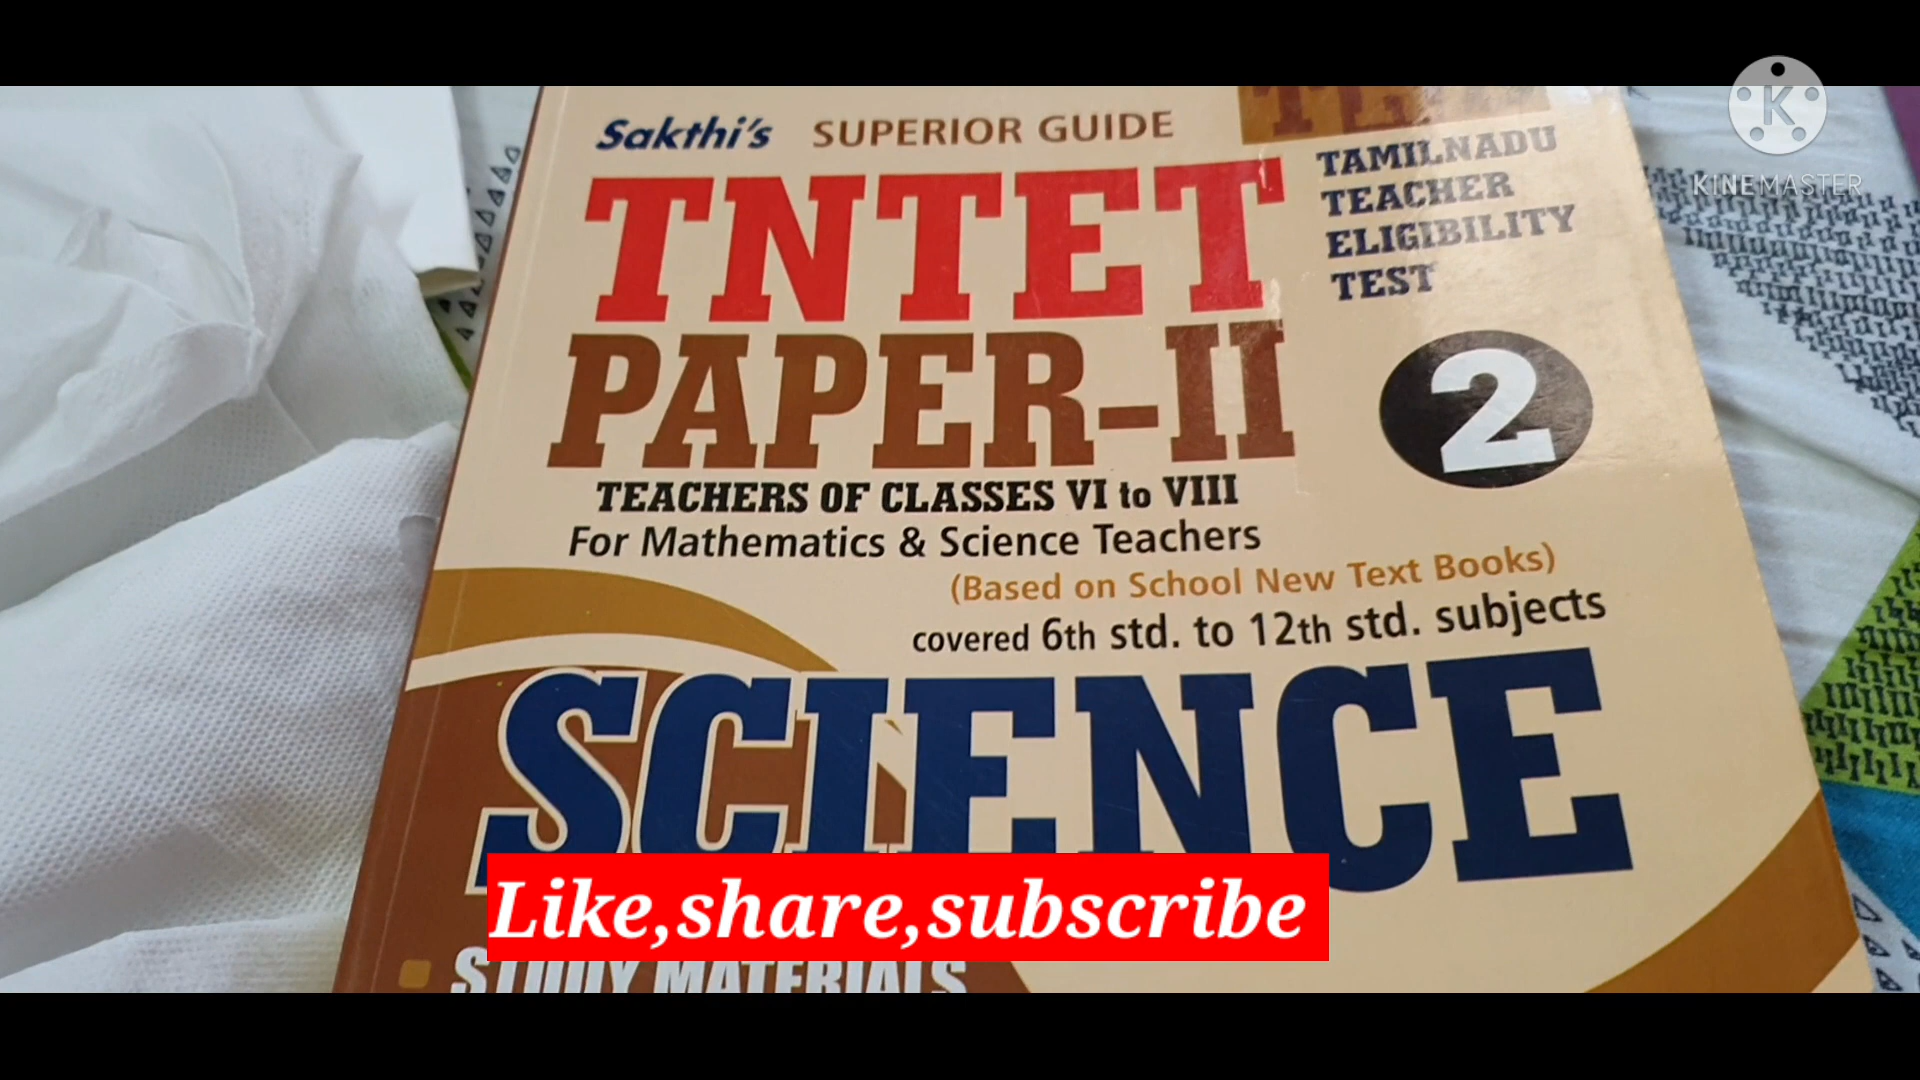 Sakthi's SUPERIOR GUIDE
TNTET
PAPER-II
TEACHERS OF CLASSES VI to VIII
For Mathematics & Science Teachers
TAMILNADU
TEACHER
ELIGIBILITY
TEST
2
(Based on School New Text Books)
covered 6th std. to 12th std. subjects
SCIENCE
Like,share,subscribe
STUDY MATERIALS
K
KINEMASTER